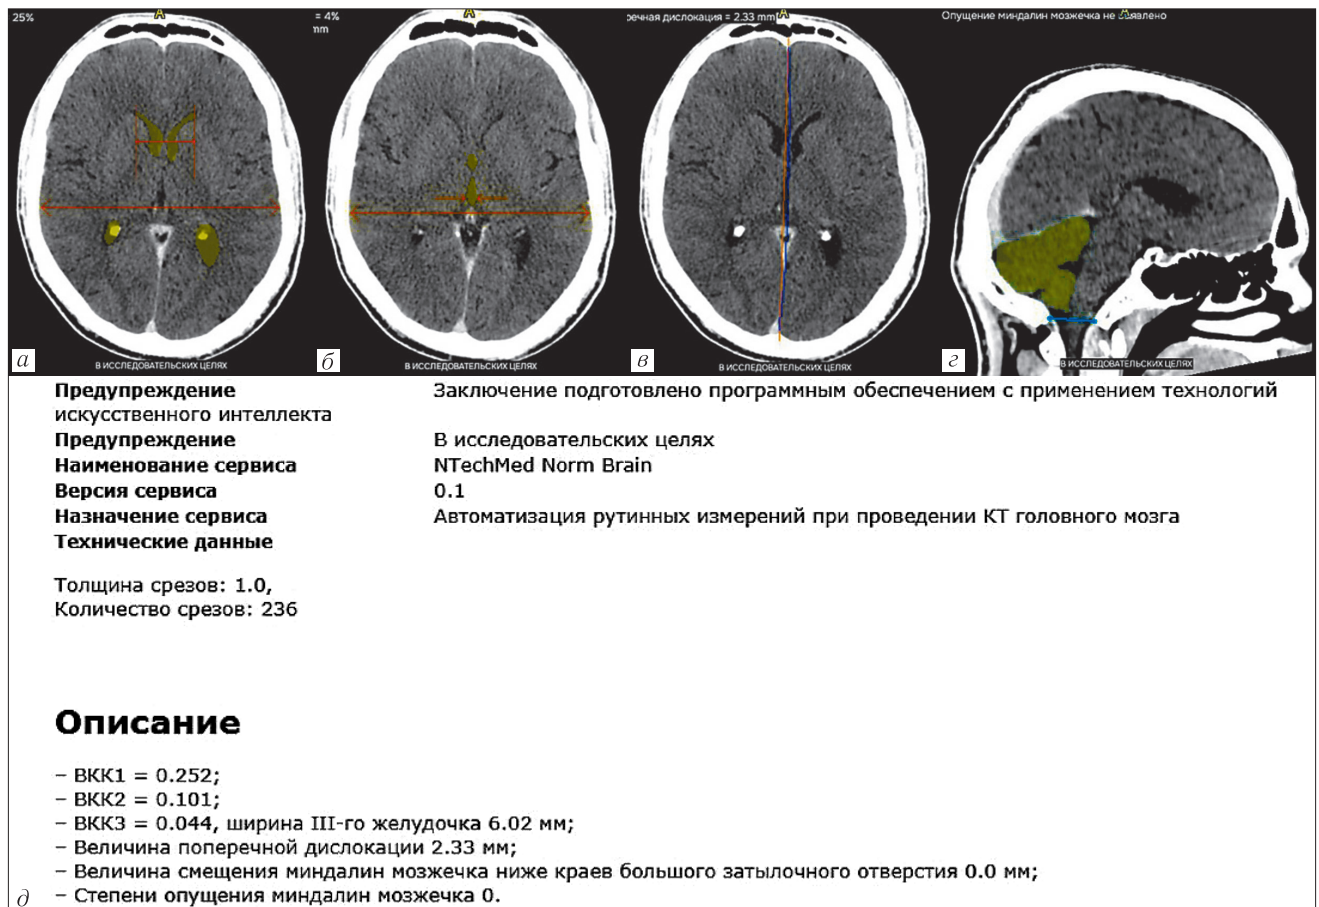 25%
= 4%
mm
речная дислокация = 2.33 mm
Опущение миндалин мозжечка не выявлено
A
A
A
A
а
б
в
г
В ИССЛЕДОВАТЕЛЬСКИХ ЦЕЛЯХ
В ИССЛЕДОВАТЕЛЬСКИХ ЦЕЛЯХ
В ИССЛЕДОВАТЕЛЬСКИХ ЦЕЛЯХ
В ИССЛЕДОВАТЕЛЬСКИХ ЦЕЛЯХ
Предупреждение Заключение подготовлено программным обеспечением с применением технологий
искусственного интеллекта
Предупреждение В исследовательских целях
Наименование сервиса NTechMed Norm Brain
Версия сервиса 0.1
Назначение сервиса Автоматизация рутинных измерений при проведении КТ головного мозга
Технические данные
Толщина срезов: 1.0,
Количество срезов: 236
Описание
– ВКК1 = 0.252;
– ВКК2 = 0.101;
– ВКК3 = 0.044, ширина III-го желудочка 6.02 мм;
– Величина поперечной дислокации 2.33 мм;
– Величина смещения миндалин мозжечка ниже краев большого затылочного отверстия 0.0 мм;
– Степени опущения миндалин мозжечка 0.
д